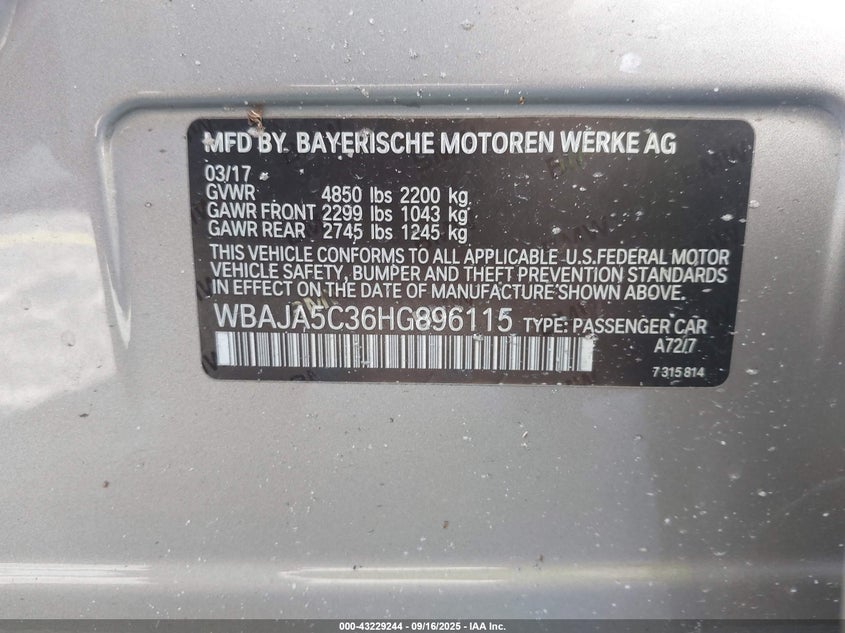 MFD BY. BAYERISCHE MOTOREN WERKE AG
03/17
GVWR 4850 lbs 2200 kg
GAWR FRONT 2299 lbs 1043 kg
GAWR REAR 2745 lbs 1245 kg
THIS VEHICLE CONFORMS TO ALL APPLICABLE U.S.FEDERAL MOTOR
VEHICLE SAFETY, BUMPER AND THEFT PREVENTION STANDARDS
IN EFFECT ON THE DATE OF MANUFACTURE SHOWN ABOVE.
WBAJA5C36HG896115 TYPE: PASSENGER CAR
A72/7
7 315 814
000-43229244 - 09/16/2025 - IAA Inc.